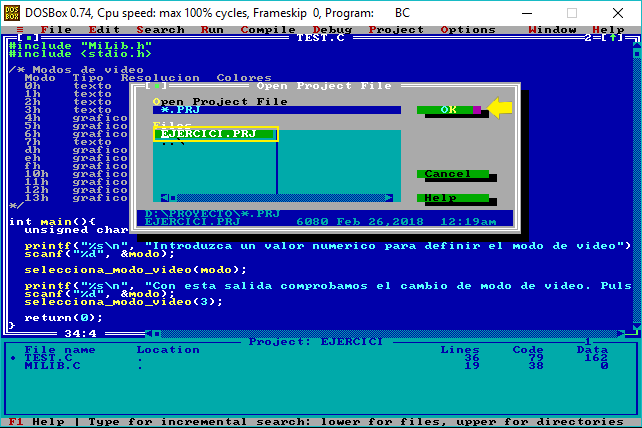 DOSBox 0.74, Cpu speed: max 100% cycles, Frameskip 0, Program: BC
≡ File Edit Search Run Compile Debug Project Options Window Help
TEST.C 2
#include "MiLib.h"
#include <stdio.h>
/* Modos de video
Modo Tipo Resolucion Colores
0h texto
1h texto
2h texto
3h texto
4h grafico
5h grafico
6h grafico
7h texto
dh grafico
eh grafico
fh grafico
10h grafico
11h grafico
12h grafico
13h grafico
*/
int main(){
unsigned char
printf("%s\n", "Introduzca un valor numerico para definir el modo de video")
scanf("%d", &modo);
selecciona_modo_video(modo);
printf("%s\n", "Con esta salida comprobamos el cambio de modo de video. Puls
scanf("%d", &modo);
selecciona_modo_video(3);
return(0);
}
34:4
Open Project File
Open Project File
*.PRJ
OK
Files
EJERCICI.PRJ
..\
Cancel
Help
D:\PROYECTO\*.PRJ
EJERCICI.PRJ 6080 Feb 26,2018 12:19am
Project: EJERCICI 1
File name Location Lines Code Data
• TEST.C . 36 79 162
MILIB.C . 19 38 0
F1 Help | Type for incremental search: lower for files, upper for directories